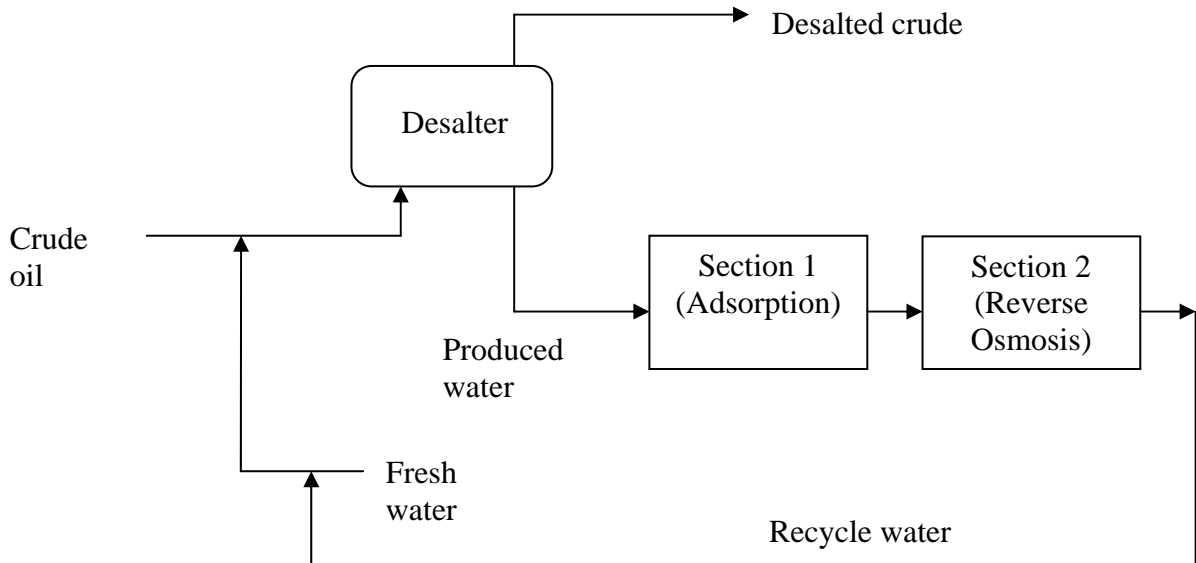 Desalted crude
Desalter
Crude
oil
Section 1
(Adsorption)
Section 2
(Reverse
Osmosis)
Produced
water
Fresh
water
Recycle water